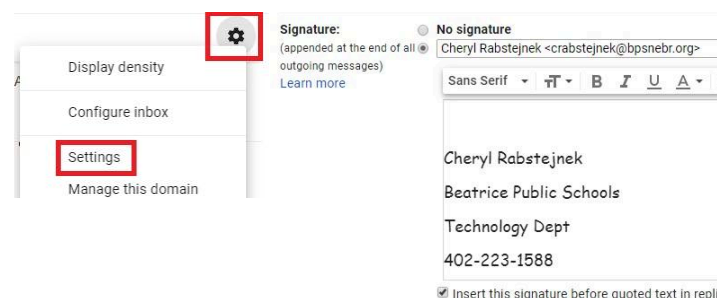 Display density
Configure inbox
Settings
Manage this domain
Signature:
(appended at the end of all
outgoing messages)
Learn more
No signature
Cheryl Rabstejnek <crabstejnek@bpsnebr.org>
Sans Serif
B I U A
Cheryl Rabstejnek
Beatrice Public Schools
Technology Dept
402-223-1588
Insert this signature before quoted text in repli